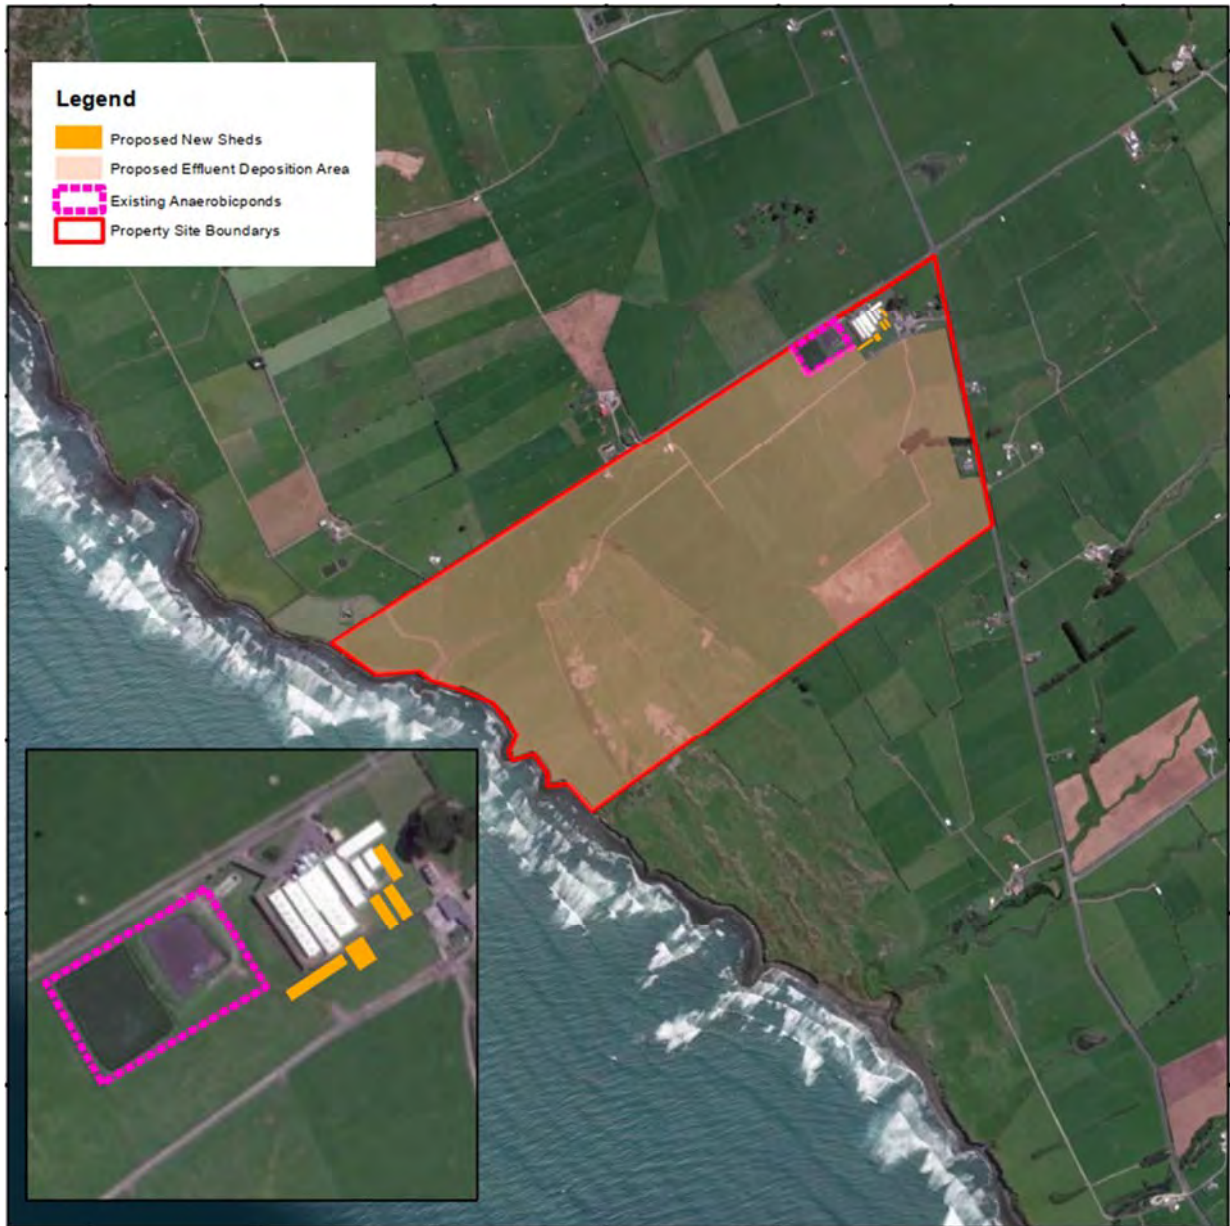 Legend
Proposed New Sheds
Proposed Effluent Deposition Area
Existing Anaerobicponds
Property Site Boundarys